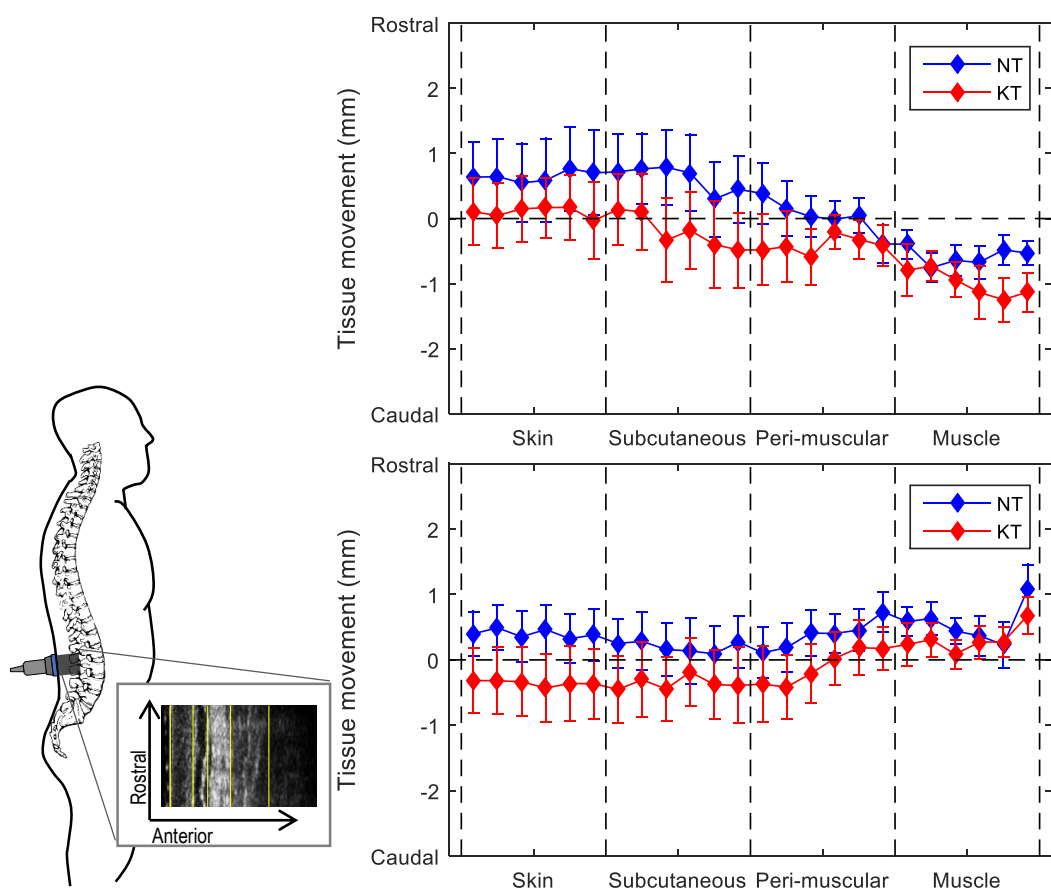 Rostral
2
1
0
-1
-2
Caudal
Tissue movement (mm)
NT
KT
Skin
Subcutaneous
Peri-muscular
Muscle
Rostral
2
1
0
-1
-2
Caudal
Tissue movement (mm)
NT
KT
Skin
Subcutaneous
Peri-muscular
Muscle
Rostral
Anterior